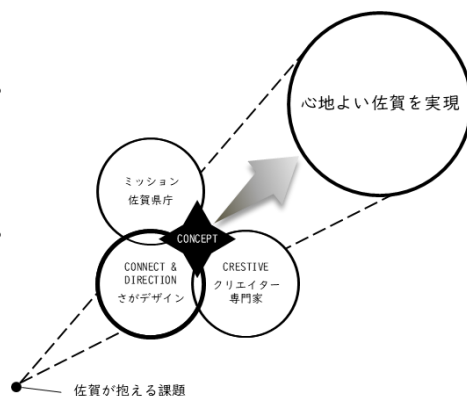 心地よい佐賀を実現
ミッション
佐賀県庁
CONCEPT
CONNECT &
DIRECTION
さがデザイン
CRESTIVE
クリエイター
専門家
佐賀が抱える課題